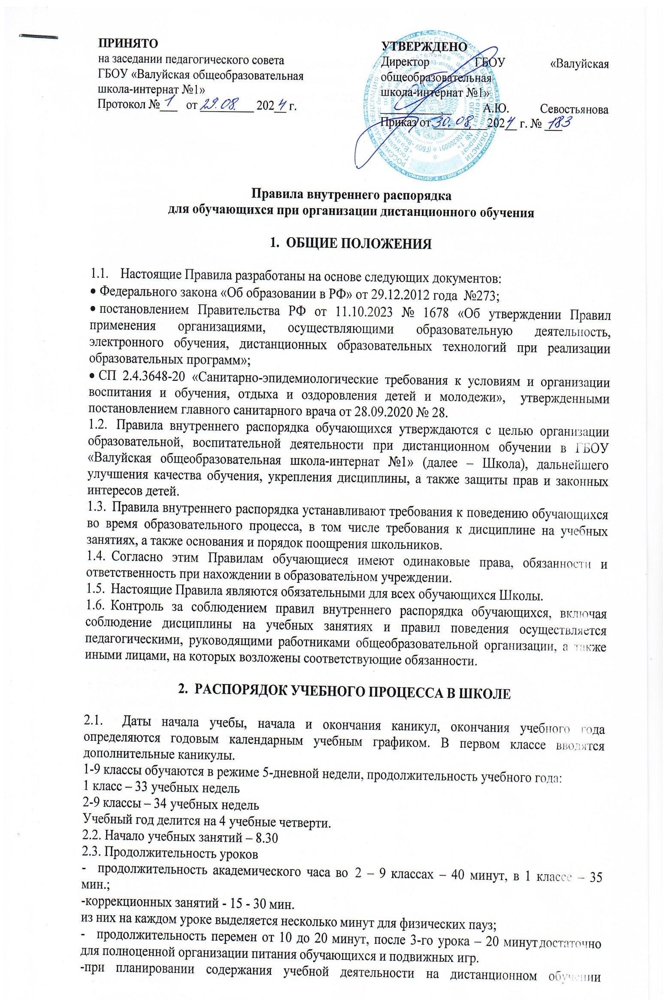 ПРИНЯТО
на заседании педагогического совета
ГБОУ «Валуйская общеобразовательная
школа-интернат №1»
Протокол № 1 от 29.08. 2024 г.
УТВЕРЖДЕНО
Директор ГБОУ «Валуйская
общеобразовательная
школа-интернат №1»
____________ А.Ю. Севостьянова
Приказ от 30.08. 2024 г. № 183
Правила внутреннего распорядка
для обучающихся при организации дистанционного обучения
1. ОБЩИЕ ПОЛОЖЕНИЯ
1.1. Настоящие Правила разработаны на основе следующих документов:
• Федерального закона «Об образовании в РФ» от 29.12.2012 года №273;
• постановлением Правительства РФ от 11.10.2023 № 1678 «Об утверждении Правил
применения организациями, осуществляющими образовательную деятельность,
электронного обучения, дистанционных образовательных технологий при реализации
образовательных программ»;
• СП 2.4.3648-20 «Санитарно-эпидемиологические требования к условиям и организации
воспитания и обучения, отдыха и оздоровления детей и молодежи», утвержденными
постановлением главного санитарного врача от 28.09.2020 № 28.
1.2. Правила внутреннего распорядка обучающихся утверждаются с целью организации
образовательной, воспитательной деятельности при дистанционном обучении в ГБОУ
«Валуйская общеобразовательная школа-интернат №1» (далее – Школа), дальнейшего
улучшения качества обучения, укрепления дисциплины, а также защиты прав и законных
интересов детей.
1.3. Правила внутреннего распорядка устанавливают требования к поведению обучающихся
во время образовательного процесса, в том числе требования к дисциплине на учебных
занятиях, а также основания и порядок поощрения школьников.
1.4. Согласно этим Правилам обучающиеся имеют одинаковые права, обязанности и
ответственность при нахождении в образовательном учреждении.
1.5. Настоящие Правила являются обязательными для всех обучающихся Школы.
1.6. Контроль за соблюдением правил внутреннего распорядка обучающихся, включая
соблюдение дисциплины на учебных занятиях и правил поведения осуществляется
педагогическими, руководящими работниками общеобразовательной организации, а также
иными лицами, на которых возложены соответствующие обязанности.
2. РАСПОРЯДОК УЧЕБНОГО ПРОЦЕССА В ШКОЛЕ
2.1. Даты начала учебы, начала и окончания каникул, окончания учебного года
определяются годовым календарным учебным графиком. В первом классе вводятся
дополнительные каникулы.
1-9 классы обучаются в режиме 5-дневной недели, продолжительность учебного года:
1 класс – 33 учебных недель
2-9 классы – 34 учебных недель
Учебный год делится на 4 учебные четверти.
2.2. Начало учебных занятий – 8.30
2.3. Продолжительность уроков
- продолжительность академического часа во 2 – 9 классах – 40 минут, в 1 классе – 35
мин.;
-коррекционных занятий - 15 - 30 мин.
из них на каждом уроке выделяется несколько минут для физических пауз;
- продолжительность перемен от 10 до 20 минут, после 3-го урока – 20 минут достаточно
для полноценной организации питания обучающихся и подвижных игр.
-при планировании содержания учебной деятельности на дистанционном обучении